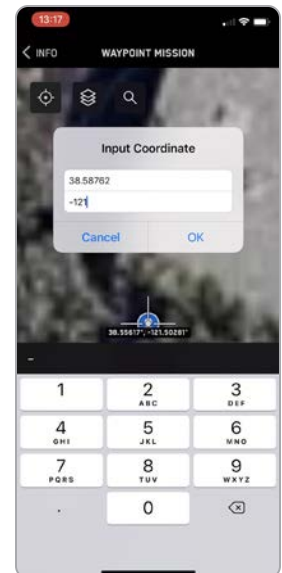 13:17
INFO
WAYPOINT MISSION
Input Coordinate
38.58762
-121
Cancel
OK
38.55617°, -121.50281°
-
1
2
ABC
3
DEF
4
GHI
5
JKL
6
MNO
7
PQRS
8
TUV
9
WXYZ
.
0